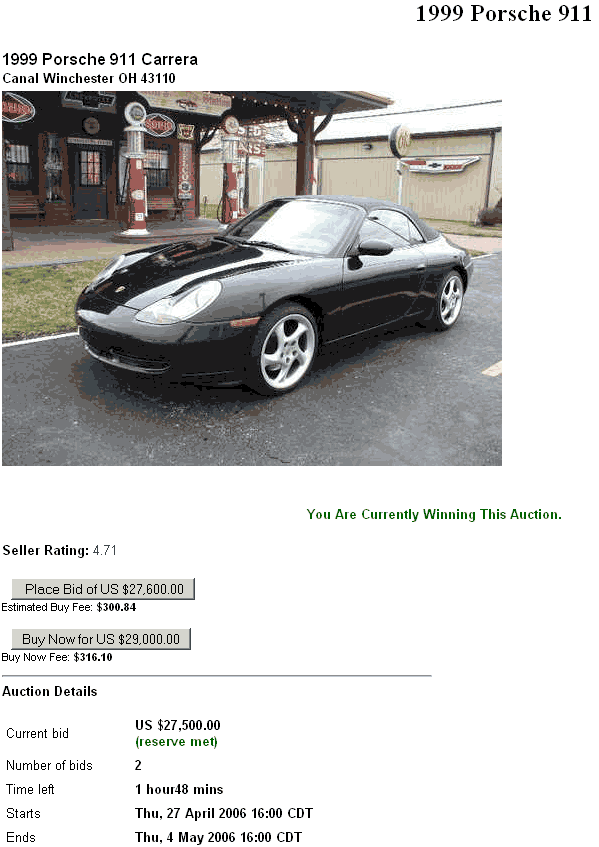 1999 Porsche 911
1999 Porsche 911 Carrera
Canal Winchester OH 43110
You Are Currently Winning This Auction.
Seller Rating: 4.71
Place Bid of US $27,600.00
Estimated Buy Fee: $300.84
Buy Now for US $29,000.00
Buy Now Fee: $316.10
Auction Details
Current bid US $27,500.00
(reserve met)
Number of bids 2
Time left 1 hour48 mins
Starts Thu, 27 April 2006 16:00 CDT
Ends Thu, 4 May 2006 16:00 CDT